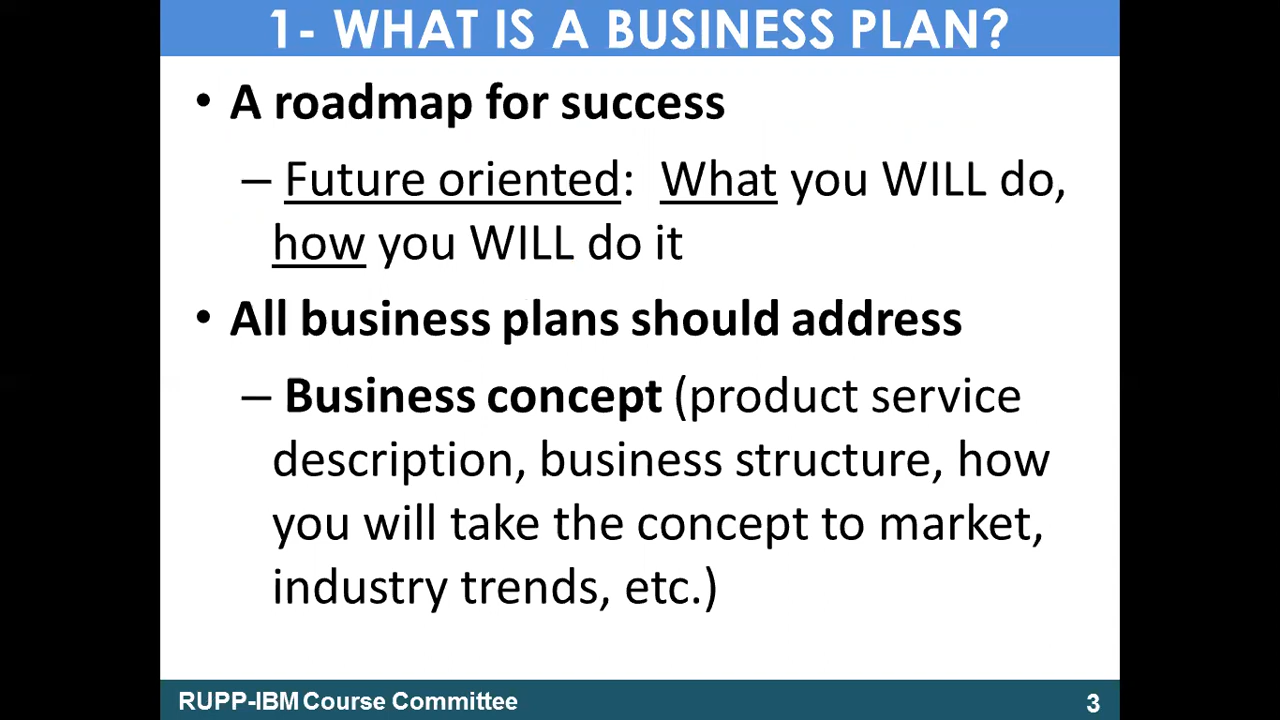 1- WHAT IS A BUSINESS PLAN?
• A roadmap for success
– Future oriented: What you WILL do,
how you WILL do it
• All business plans should address
– Business concept (product service
description, business structure, how
you will take the concept to market,
industry trends, etc.)
RUPP-IBM Course Committee
3